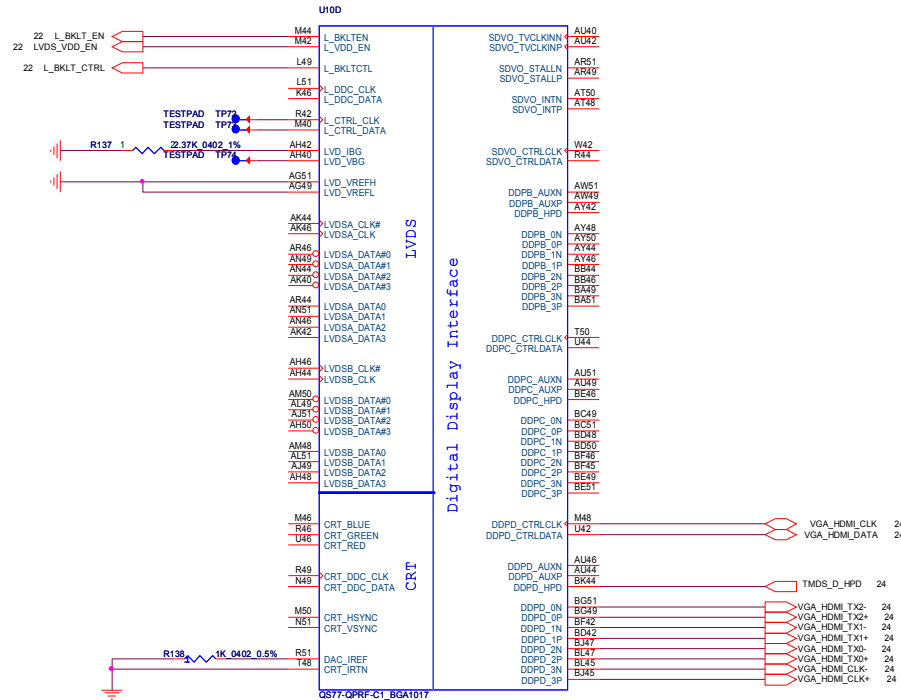 U10D
22 L_BKLT_EN
22 LVDS_VDD_EN
22 L_BKLT_CTRL
M44 L_BKLTEN
M42 L_VDD_EN
L49 L_BKLTCTL
L51 L_DDC_CLK
K46 L_DDC_DATA
TESTPAD R42 L_CTRL_CLK
TESTPAD M40 L_CTRL_DATA
R137 1 2 2.37K_0402_1% AH42 LVD_IBG
TESTPAD TP74 AH40 LVD_VBG
AG51 LVD_VREFH
AG49 LVD_VREFL
AK44 LVDSA_CLK#
AK46 LVDSA_CLK
AR46 LVDSA_DATA#0
AN49 LVDSA_DATA#1
AN44 LVDSA_DATA#2
AK40 LVDSA_DATA#3
AR44 LVDSA_DATA0
AN51 LVDSA_DATA1
AN46 LVDSA_DATA2
AK42 LVDSA_DATA3
AH46 LVDSB_CLK#
AH44 LVDSB_CLK
AM50 LVDSB_DATA#0
AL49 LVDSB_DATA#1
AJ51 LVDSB_DATA#2
AH50 LVDSB_DATA#3
AM48 LVDSB_DATA0
AL51 LVDSB_DATA1
AJ49 LVDSB_DATA2
AH48 LVDSB_DATA3
LVDS
M46 CRT_BLUE
R46 CRT_GREEN
U46 CRT_RED
R49 CRT_DDC_CLK
N49 CRT_DDC_DATA
M50 CRT_HSYNC
N51 CRT_VSYNC
R138 1K_0402_0.5% R51 DAC_IREF
T48 CRT_IRTN
CRT
Digital Display Interface
SDVO_TVCLKINN AU40
SDVO_TVCLKINP AU42
SDVO_STALLN AR51
SDVO_STALLP AR49
SDVO_INTN AT50
SDVO_INTP AT48
SDVO_CTRLCLK W42
SDVO_CTRLDATA R44
DDPB_AUXN AW51
DDPB_AUXP AW49
DDPB_HPD AY42
DDPB_0N AY48
DDPB_0P AY50
DDPB_1N AY44
DDPB_1P AY46
DDPB_2N BB44
DDPB_2P BB46
DDPB_3N BA49
DDPB_3P BA51
DDPC_CTRLCLK T50
DDPC_CTRLDATA U44
DDPC_AUXN AU51
DDPC_AUXP AU49
DDPC_HPD BE46
DDPC_0N BC49
DDPC_0P BC51
DDPC_1N BD48
DDPC_1P BD50
DDPC_2N BF46
DDPC_2P BF45
DDPC_3N BE49
DDPC_3P BE51
DDPD_CTRLCLK M48 VGA_HDMI_CLK 24
DDPD_CTRLDATA U42 VGA_HDMI_DATA 24
DDPD_AUXN AU46
DDPD_AUXP AU44
DDPD_HPD BK44 TMDS_D_HPD 24
DDPD_0N BG51 VGA_HDMI_TX2- 24
DDPD_0P BG49 VGA_HDMI_TX2+ 24
DDPD_1N BF42 VGA_HDMI_TX1- 24
DDPD_1P BD42 VGA_HDMI_TX1+ 24
DDPD_2N BJ47 VGA_HDMI_TX0- 24
DDPD_2P BL47 VGA_HDMI_TX0+ 24
DDPD_3N BL45 VGA_HDMI_CLK- 24
DDPD_3P BJ45 VGA_HDMI_CLK+ 24
QS77-QPRF-C1_BGA1017